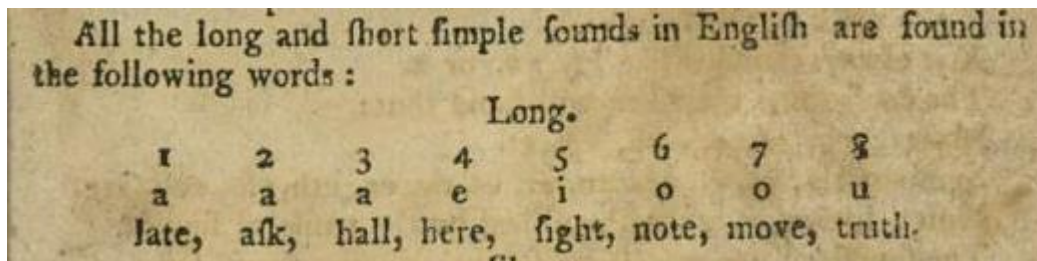 All the long and ſhort ſimple ſounds in Engliſh are found in
the following words :
Long.
1 2 3 4 5 6 7 8
a a a e i o o u
late, aſk, hall, here, ſight, note, move, truth.